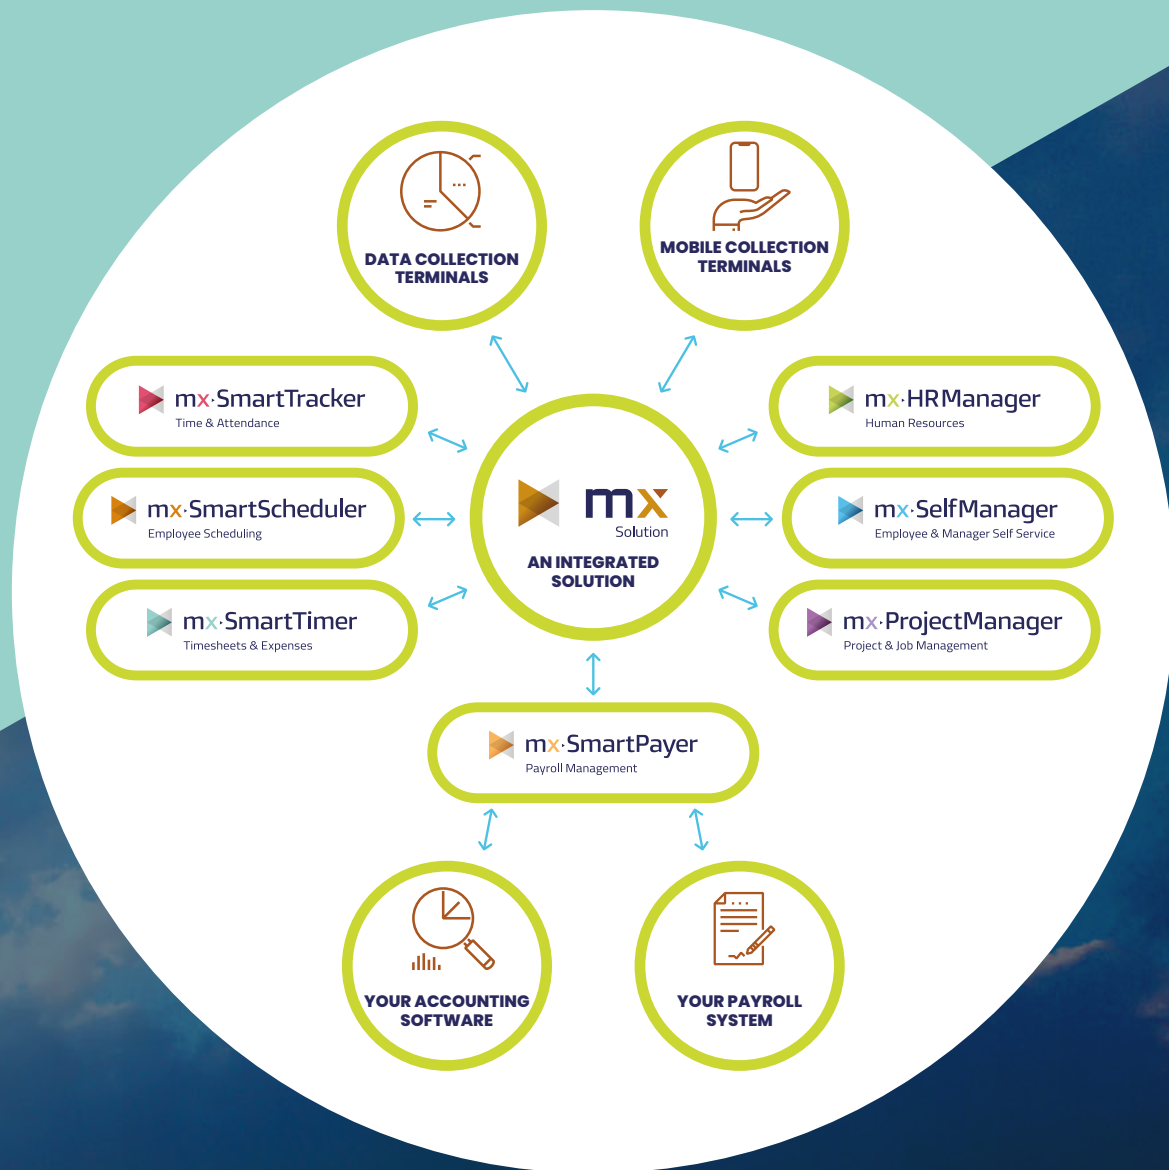 DATA COLLECTION
TERMINALS
MOBILE COLLECTION
TERMINALS
mx·SmartTracker
Time & Attendance
mx·HRManager
Human Resources
mx·SmartScheduler
Employee Scheduling
mx
Solution
AN INTEGRATED
SOLUTION
mx·SelfManager
Employee & Manager Self Service
mx·SmartTimer
Timesheets & Expenses
mx·ProjectManager
Project & Job Management
mx·SmartPayer
Payroll Management
YOUR ACCOUNTING
SOFTWARE
YOUR PAYROLL
SYSTEM